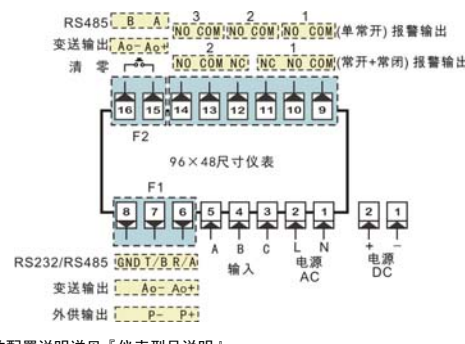 3 2 1
RS485 B A NO COM NO COM NO COM (单常开) 报警输出
变送输出 Ao- Ao+ 2 1
清 零 NO COM NC NC NO COM (常开+常闭) 报警输出
16 15 14 13 12 11 10 9
F2
96×48尺寸仪表
F1
8 7 6 5 4 3 2 1 2 1
A B C L N + -
RS232/RS485 GND T/B R/A 输入 电源 AC 电源 DC
变送输出 Ao- Ao+
外供输出 P- P+